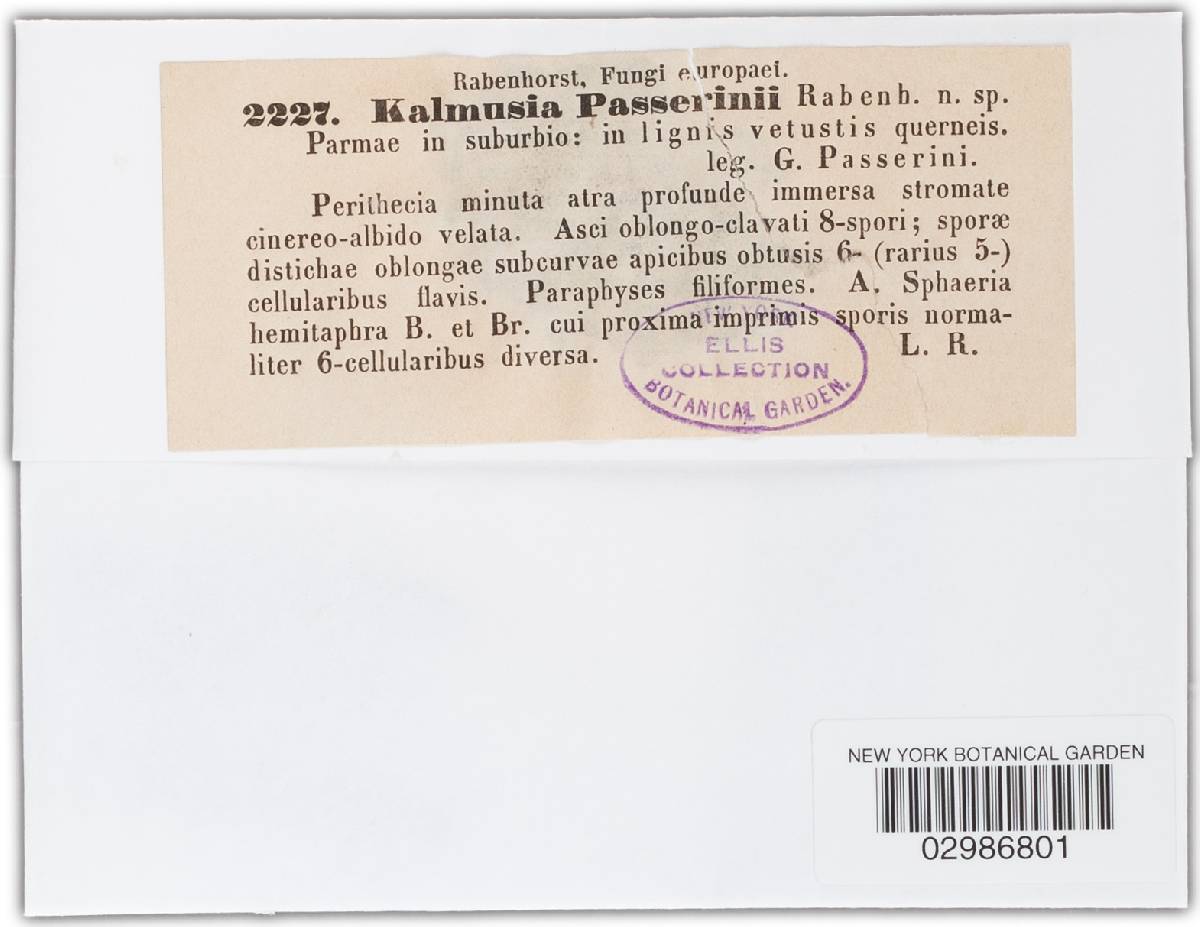 Rabenhorst, Fungi europaei.
2227. Kalmusia Passerinii Rabenh. n. sp.
Parmae in suburbio: in lignis vetustis querneis.
leg. G. Passerini.
Perithecia minuta atra profunde immersa stromate
cinereo-albido velata. Asci oblongo-clavati 8-spori; sporæ
distichae oblongae subcurvae apicibus obtusis 6- (rarius 5-)
cellularibus flavis. Paraphyses filiformes. A. Sphaeria
hemitaphra B. et Br. cui proxima imprimis sporis norma-
liter 6-cellularibus diversa.
L. R.
NEW YORK
ELLIS
COLLECTION
BOTANICAL GARDEN.
NEW YORK BOTANICAL GARDEN
02986801